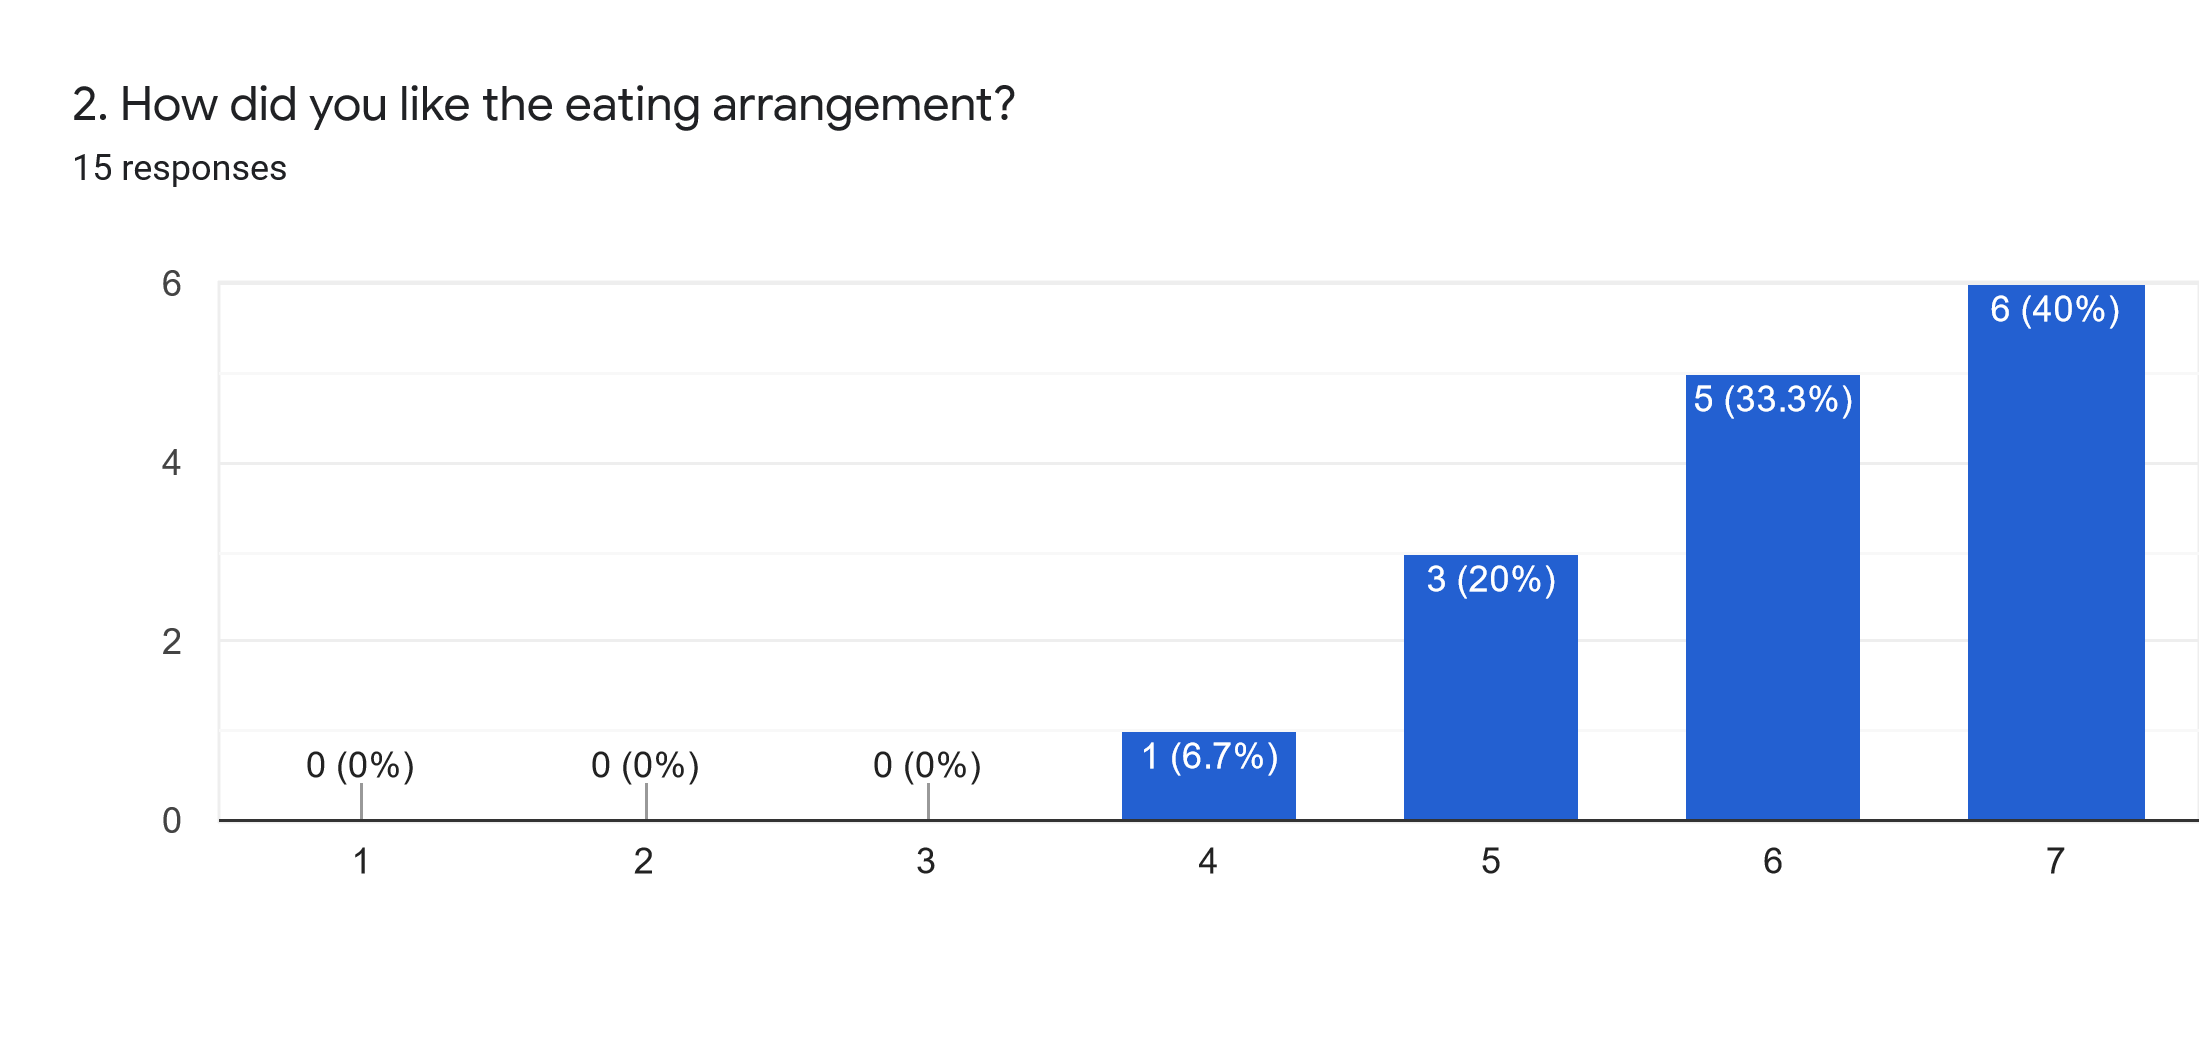 2. How did you like the eating arrangement?
15 responses
6
6 (40%)
5 (33.3%)
4
3 (20%)
2
1 (6.7%)
0 (0%) 0 (0%) 0 (0%)
0
1 2 3 4 5 6 7